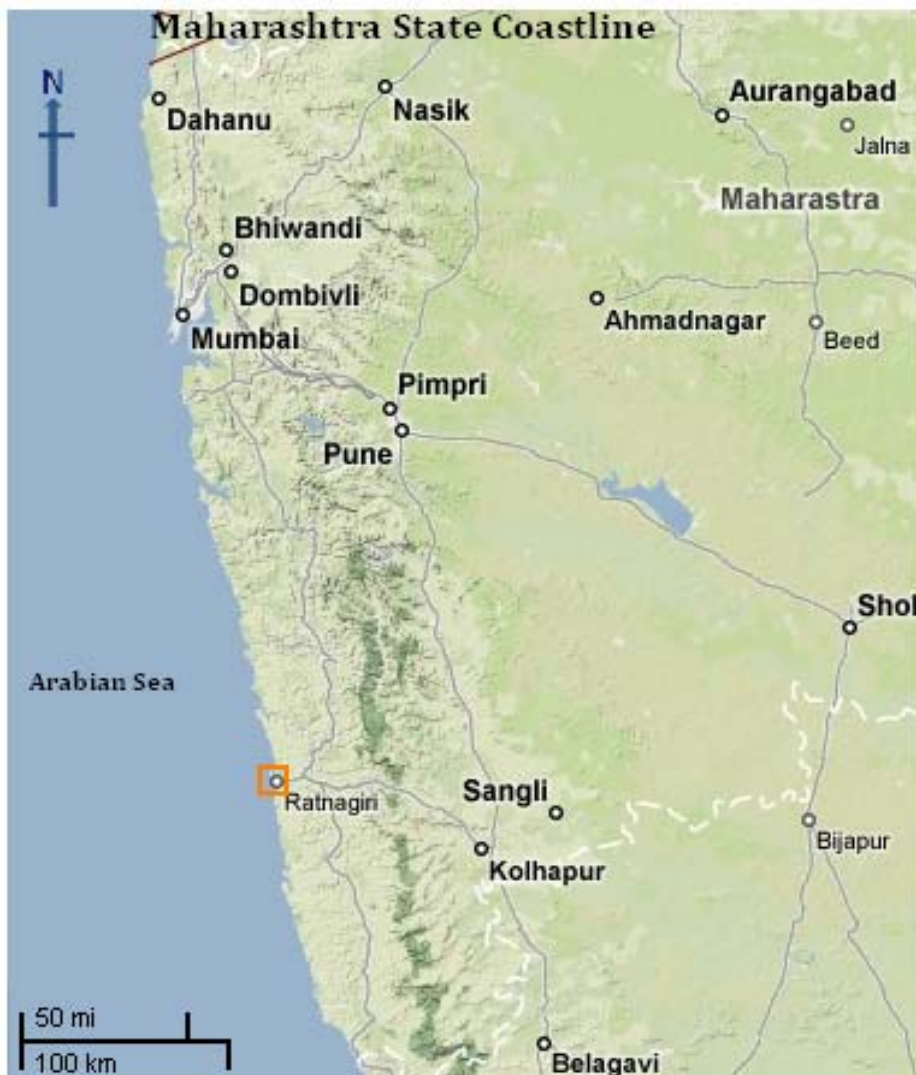 Maharashtra State Coastline
N
Dahanu
Nasik
Aurangabad
Jalna
Maharastra
Bhiwandi
Dombivli
Mumbai
Ahmadnagar
Beed
Pimpri
Pune
Shol
Arabian Sea
Ratnagiri
Sangli
Bijapur
Kolhapur
50 mi
100 km
Belagavi